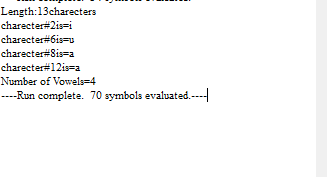 Length:13charecters
charecter#2is=i
charecter#6is=u
charecter#8is=a
charecter#12is=a
Number of Vowels=4
----Run complete.  70 symbols evaluated.----